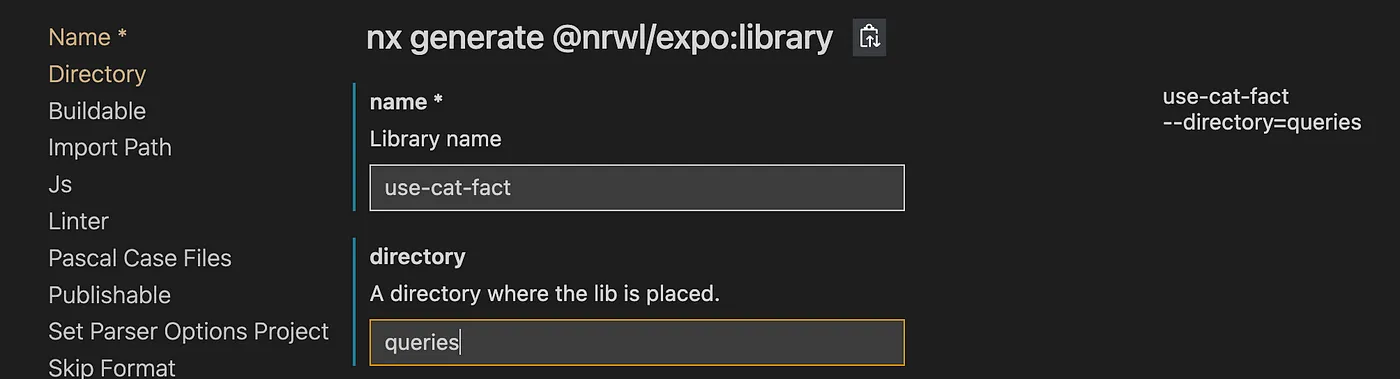 Name *
Directory
Buildable
Import Path
Js
Linter
Pascal Case Files
Publishable
Set Parser Options Project
Skip Format
nx generate @nrwl/expo:library
name *
Library name
use-cat-fact
directory
A directory where the lib is placed.
queries
use-cat-fact
--directory=queries